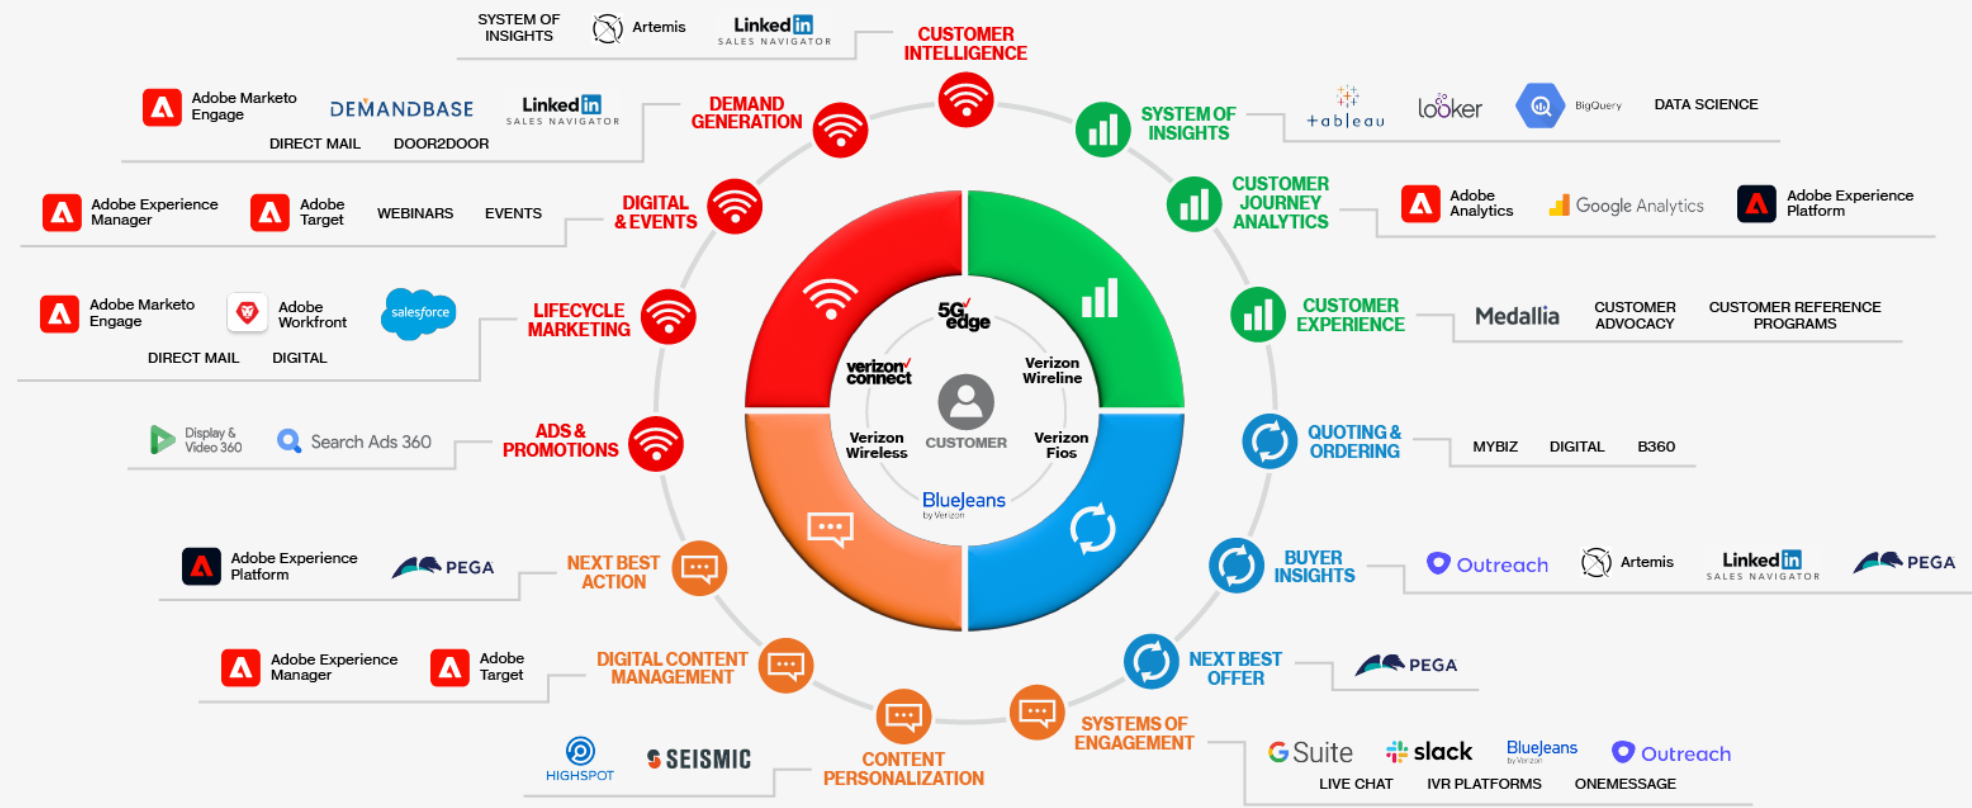 SYSTEM OF
INSIGHTS
Artemis
Linked in
SALES NAVIGATOR
CUSTOMER
INTELLIGENCE
Adobe Marketo
Engage
DEMANDBASE
Linked in
SALES NAVIGATOR
DIRECT MAIL
DOOR2DOOR
DEMAND
GENERATION
SYSTEM OF
INSIGHTS
+ableau
looker
BigQuery
DATA SCIENCE
Adobe Experience
Manager
Adobe
Target
WEBINARS
EVENTS
DIGITAL
& EVENTS
CUSTOMER
JOURNEY
ANALYTICS
Adobe
Analytics
Google Analytics
Adobe Experience
Platform
Adobe Marketo
Engage
Adobe
Workfront
salesforce
DIRECT MAIL
DIGITAL
LIFECYCLE
MARKETING
CUSTOMER
EXPERIENCE
Medallia
CUSTOMER
ADVOCACY
CUSTOMER REFERENCE
PROGRAMS
5G
edge
verizon
connect
Verizon
Wireline
CUSTOMER
Verizon
Wireless
Verizon
Fios
BlueJeans
by Verizon
Display &
Video 360
Search Ads 360
ADS &
PROMOTIONS
QUOTING &
ORDERING
MYBIZ
DIGITAL
B360
Adobe Experience
Platform
PEGA
NEXT BEST
ACTION
BUYER
INSIGHTS
Outreach
Artemis
Linked in
SALES NAVIGATOR
PEGA
Adobe Experience
Manager
Adobe
Target
DIGITAL CONTENT
MANAGEMENT
NEXT BEST
OFFER
PEGA
HIGHSPOT
SEISMIC
CONTENT
PERSONALIZATION
SYSTEMS OF
ENGAGEMENT
G Suite
slack
BlueJeans
by Verizon
Outreach
LIVE CHAT
IVR PLATFORMS
ONEMESSAGE